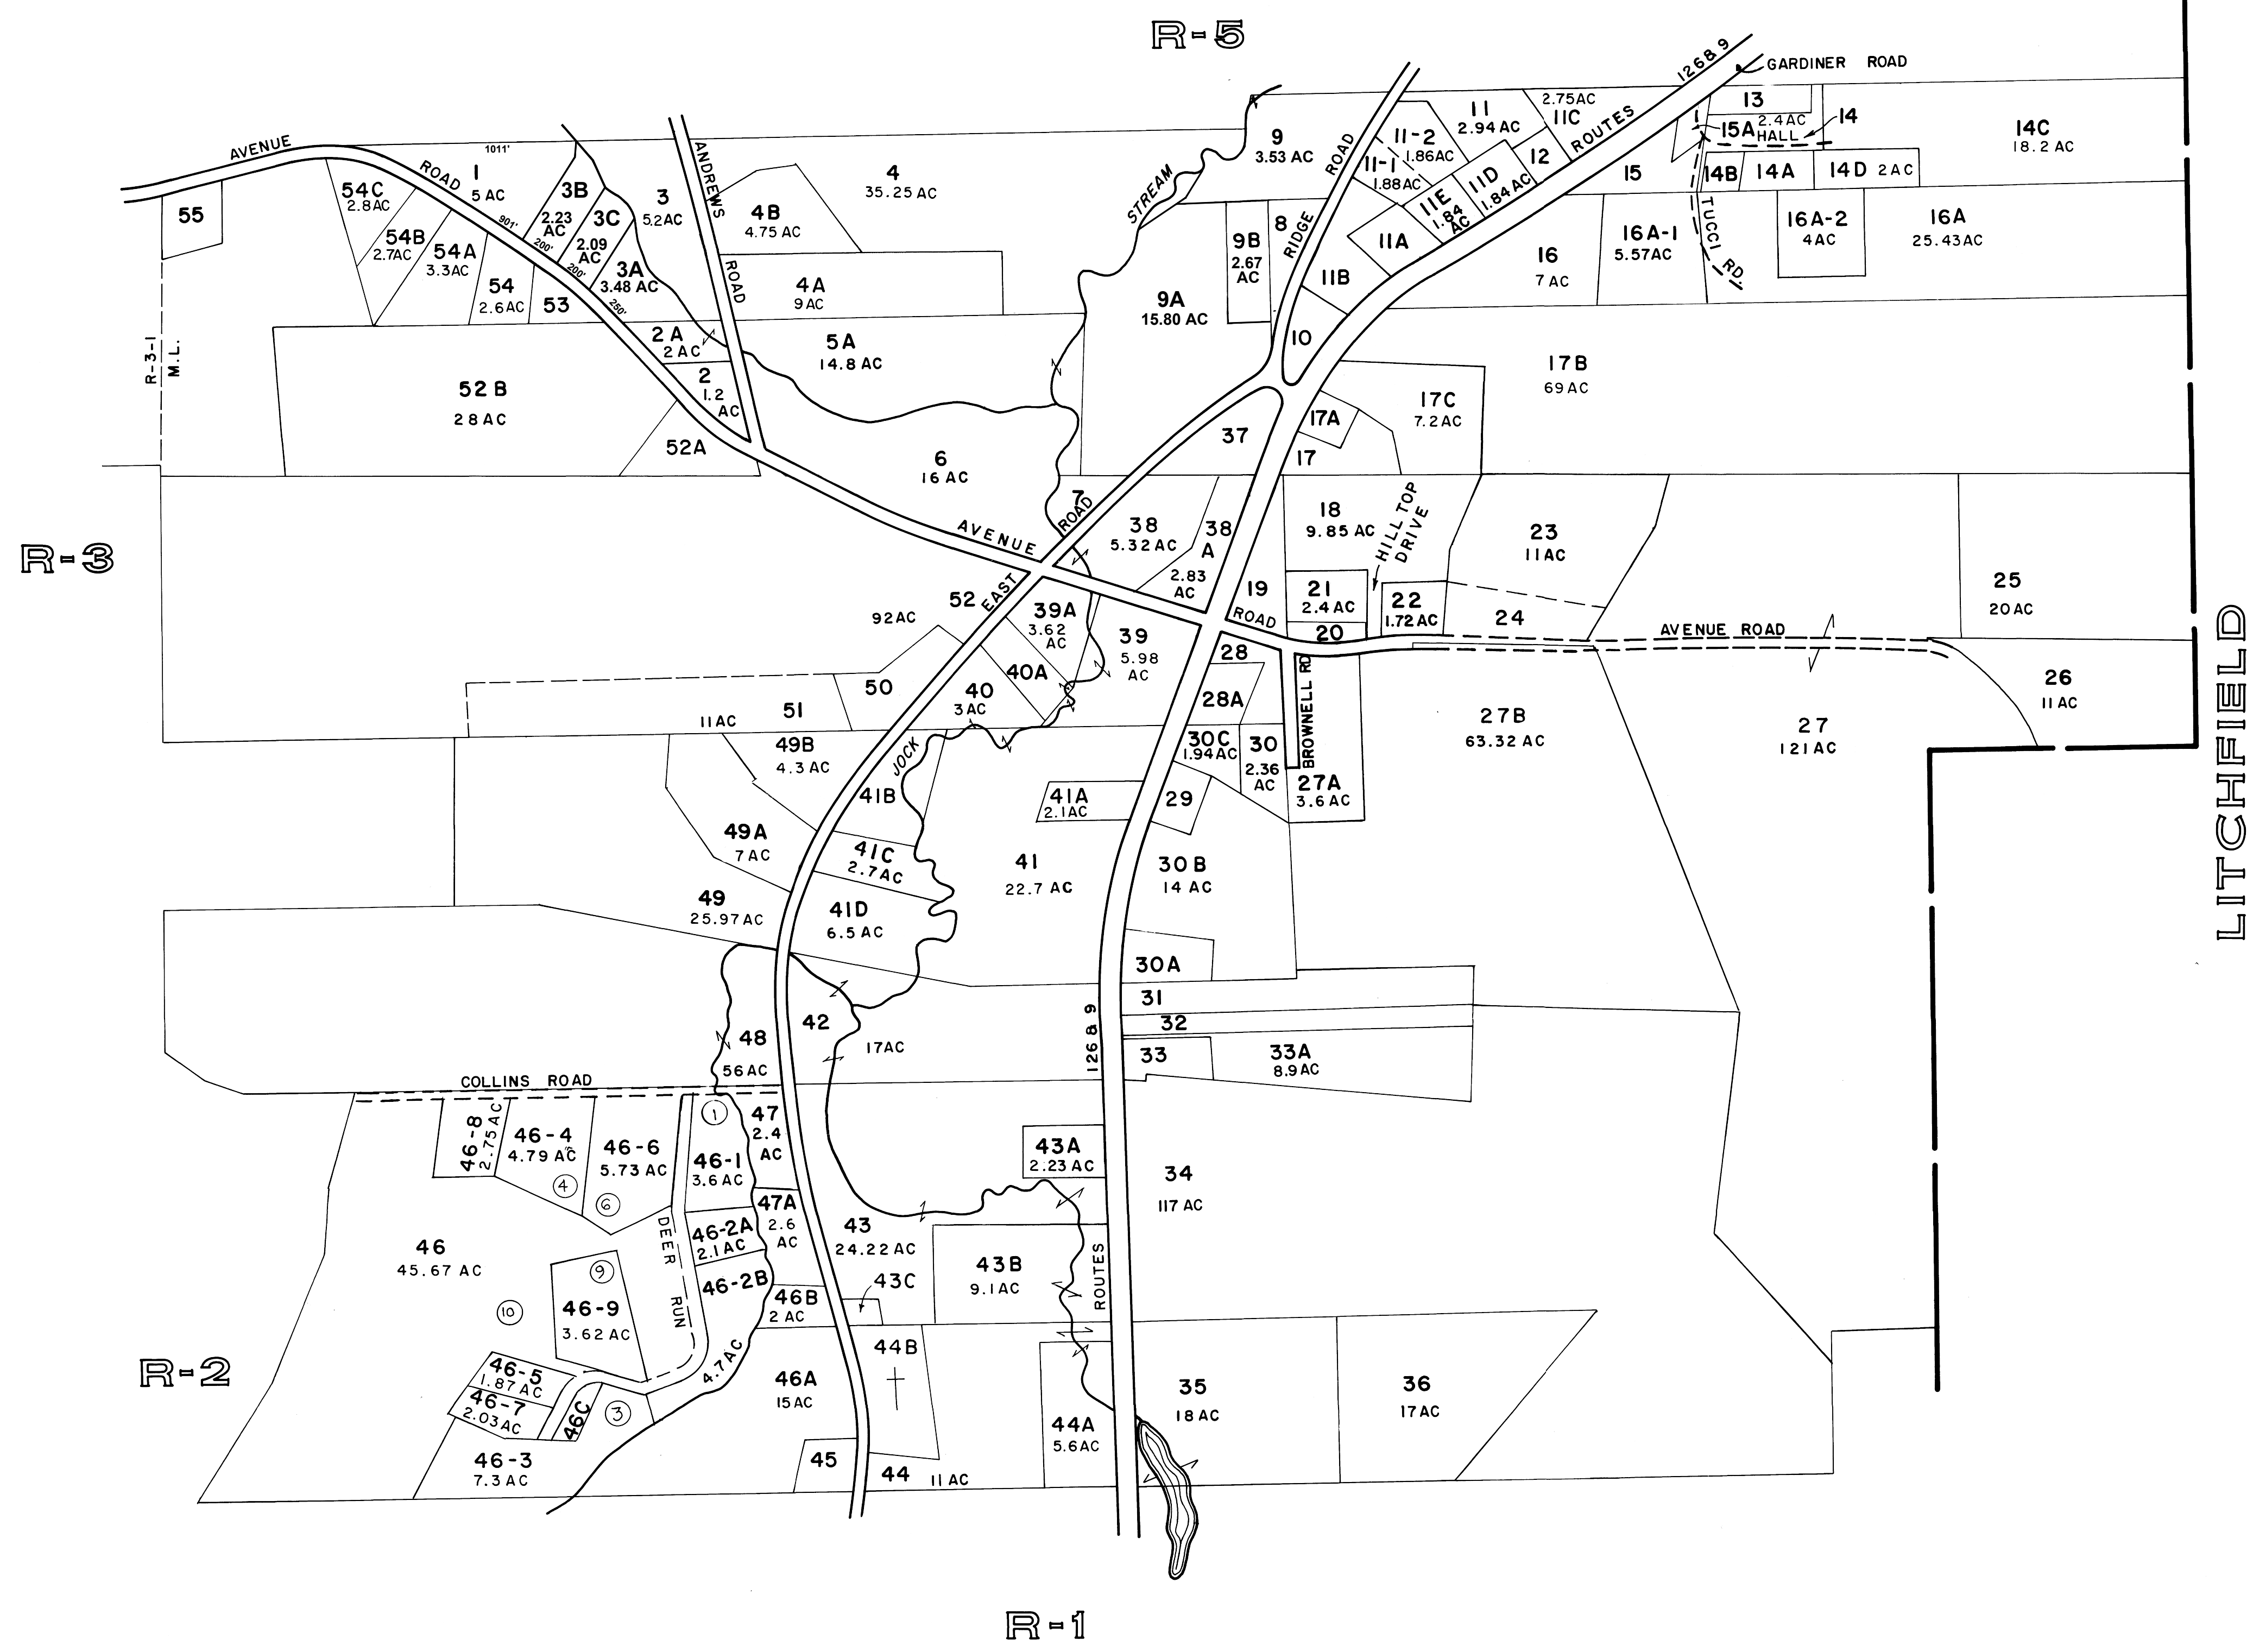 R-5
126 & 9
GARDINER ROAD
AVENUE
ROAD
1011'
1
5 AC
901'
3B
2.23
AC
200'
3C
2.09
AC
200'
3A
3.48 AC
250'
3
5.2 AC
ANDREWS
ROAD
4B
4.75 AC
4
35.25 AC
4A
9 AC
STREAM
9
3.53 AC
9B
2.67
AC
8
9A
15.80 AC
RIDGE
ROAD
11-2
1.86AC
11-1
1.88AC
11
2.94 AC
2.75AC
11C
12
ROUTES
11D
1.84 AC
11E
1.84
AC
11A
11B
10
13
2.4 AC
15A
HALL
14
14C
18.2 AC
15
14B
14A
14D 2 AC
TUCCI
RD.
16
7 AC
16A-1
5.57AC
16A-2
4 AC
16A
25.43AC
55
54C
2.8AC
54B
2.7AC
54A
3.3AC
54
2.6AC
53
R-3-1
M.L.
2A
2 AC
2
1.2
AC
5A
14.8 AC
52 B
28 AC
52A
6
16 AC
17B
69 AC
17C
7.2 AC
17A
17
37
R-3
7
ROAD
AVENUE
38
5.32 AC
38
A
2.83
AC
18
9.85 AC
HILL TOP
DRIVE
23
11 AC
25
20 AC
19
21
2.4 AC
22
1.72 AC
24
20
ROAD
AVENUE ROAD
LITCHFIELD
52
92 AC
EAST
39A
3.62
AC
39
5.98
AC
40A
40
3 AC
50
51
11 AC
28
28A
BROWNELL RD
27B
63.32 AC
27
121 AC
26
11 AC
49B
4.3 AC
JOCK
41B
30C
1.94AC
30
2.36
AC
27A
3.6 AC
41A
2.1AC
29
49A
7 AC
41C
2.7AC
41
22.7 AC
30 B
14 AC
49
25.97 AC
41D
6.5 AC
30A
31
32
33
33A
8.9AC
42
17AC
48
56 AC
126 & 9
COLLINS ROAD
46-8
2.75AC
46-4
4.79 AC
4
46-6
5.73 AC
6
1
46-1
3.6 AC
47
2.4
AC
43A
2.23 AC
34
117 AC
DEER
RUN
46-2A
2.1 AC
47A
2.6
AC
43
24.22 AC
46
45.67 AC
46-2B
43C
43B
9.1 AC
ROUTES
9
46-9
3.62 AC
10
46B
2 AC
4.7AC
44B
46A
15 AC
R-2
46-5
1.87 AC
46-7
2.03AC
46C
3
46-3
7.3 AC
45
44 11 AC
44A
5.6AC
35
18 AC
36
17 AC
R-1